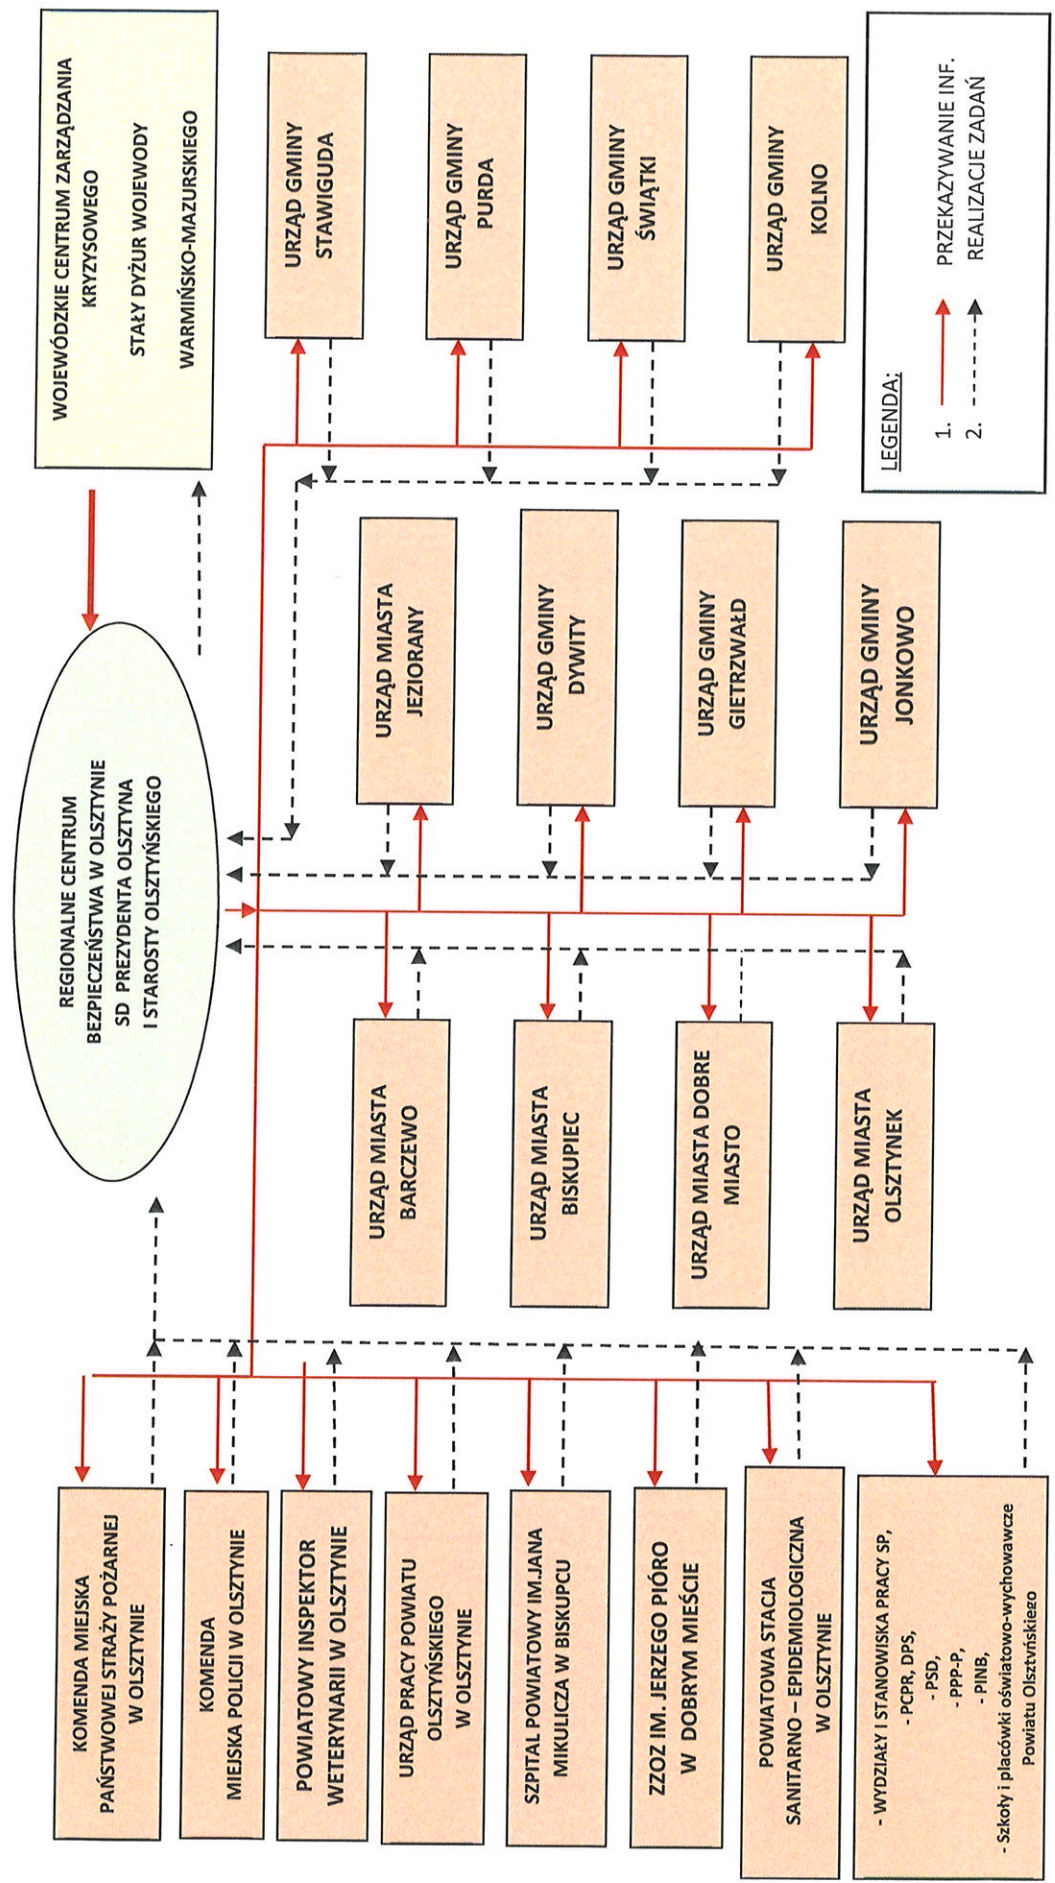 WOJEWÓDZKIE CENTRUM ZARZĄDZANIA
KRYZYSOWEGO
STAŁY DYŻUR WOJEWODY
WARMIŃSKO-MAZURSKIEGO
REGIONALNE CENTRUM
BEZPIECZEŃSTWA W OLSZTYNIE
SD PREZYDENTA OLSZTYNA
I STAROSTY OLSZTYŃSKIEGO
KOMENDA MIEJSKA
PAŃSTWOWEJ STRAŻY POŻARNEJ
W OLSZTYNIE
KOMENDA
MIEJSKA POLICJI W OLSZTYNIE
POWIATOWY INSPEKTOR
WETERYNARII W OLSZTYNIE
URZĄD PRACY POWIATU
OLSZTYŃSKIEGO
W OLSZTYNIE
SZPITAL POWIATOWY IM.JANA
MIKULICZA W BISKUPCU
ZZOZ IM. JERZEGO PIÓRO
W DOBRYM MIEŚCIE
POWIATOWA STACJA
SANITARNO – EPIDEMIOLOGICZNA
W OLSZTYNIE
- WYDZIAŁY I STANOWISKA PRACY SP,
- PCPR, DPS,
- PSD,
- PPP-P,
- PINB,
- Szkoły i placówki oświatowo-wychowawcze
Powiatu Olsztyńskiego
URZĄD MIASTA
BARCZEWO
URZĄD MIASTA
BISKUPIEC
URZĄD MIASTA DOBRE
MIASTO
URZĄD MIASTA
OLSZTYNEK
URZĄD MIASTA
JEZIORANY
URZĄD GMINY
DYWITY
URZĄD GMINY
GIETRZWAŁD
URZĄD GMINY
JONKOWO
URZĄD GMINY
STAWIGUDA
URZĄD GMINY
PURDA
URZĄD GMINY
ŚWIĄTKI
URZĄD GMINY
KOLNO
LEGENDA;
1. PRZEKAZYWANIE INF.
2. REALIZACJE ZADAŃ